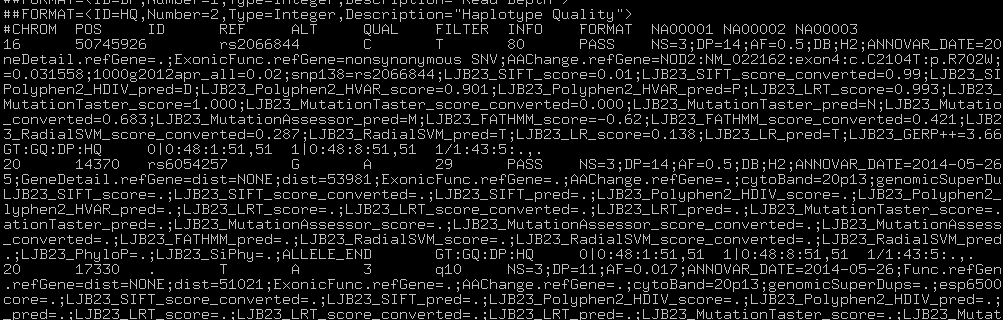 ##FORMAT=<ID=DP,Number=1,Type=Integer,Description="Read Depth">
##FORMAT=<ID=HQ,Number=2,Type=Integer,Description="Haplotype Quality">
#CHROM POS ID REF ALT QUAL FILTER INFO FORMAT NA00001 NA00002 NA00003
16 50745926 rs2066844 C T 80 PASS NS=3;DP=14;AF=0.5;DB;H2;ANNOVAR_DATE=20
neDetail.refGene=.;ExonicFunc.refGene=nonsynonymous SNV;AAChange.refGene=NOD2:NM_022162:exon4:c.C2104T:p.R702W;
=0.031558;1000g2012apr_all=0.02;snp138=rs2066844;LJB23_SIFT_score=0.01;LJB23_SIFT_score_converted=0.99;LJB23_SI
Polyphen2_HDIV_pred=D;LJB23_Polyphen2_HVAR_score=0.901;LJB23_Polyphen2_HVAR_pred=P;LJB23_LRT_score=0.993;LJB23_
MutationTaster_score=1.000;LJB23_MutationTaster_score_converted=0.000;LJB23_MutationTaster_pred=N;LJB23_Mutatio
_converted=0.683;LJB23_MutationAssessor_pred=M;LJB23_FATHMM_score=-0.62;LJB23_FATHMM_score_converted=0.421;LJB2
3_RadialSVM_score_converted=0.287;LJB23_RadialSVM_pred=T;LJB23_LR_score=0.138;LJB23_LR_pred=T;LJB23_GERP++=3.66
GT:GQ:DP:HQ 0|0:48:1:51,51 1|0:48:8:51,51 1/1:43:5:.,.
20 14370 rs6054257 G A 29 PASS NS=3;DP=14;AF=0.5;DB;H2;ANNOVAR_DATE=2014-05-26
5;GeneDetail.refGene=dist=NONE;dist=53981;ExonicFunc.refGene=.;AAChange.refGene=.;cytoBand=20p13;genomicSuperDu
LJB23_SIFT_score=.;LJB23_SIFT_score_converted=.;LJB23_SIFT_pred=.;LJB23_Polyphen2_HDIV_score=.;LJB23_Polyphen2_
lyphen2_HVAR_pred=.;LJB23_LRT_score=.;LJB23_LRT_score_converted=.;LJB23_LRT_pred=.;LJB23_MutationTaster_score=.
ationTaster_pred=.;LJB23_MutationAssessor_score=.;LJB23_MutationAssessor_score_converted=.;LJB23_MutationAssess
_converted=.;LJB23_FATHMM_pred=.;LJB23_RadialSVM_score=.;LJB23_RadialSVM_score_converted=.;LJB23_RadialSVM_pred
.;LJB23_PhyloP=.;LJB23_SiPhy=.;ALLELE_END GT:GQ:DP:HQ 0|0:48:1:51,51 1|0:48:8:51,51 1/1:43:5:.,.
20 17330 . T A 3 q10 NS=3;DP=11;AF=0.017;ANNOVAR_DATE=2014-05-26;Func.refGen
.refGene=dist=NONE;dist=51021;ExonicFunc.refGene=.;AAChange.refGene=.;cytoBand=20p13;genomicSuperDups=.;esp6500
core=.;LJB23_SIFT_score_converted=.;LJB23_SIFT_pred=.;LJB23_Polyphen2_HDIV_score=.;LJB23_Polyphen2_HDIV_pred=.;
pred=.;LJB23_LRT_score=.;LJB23_LRT_score_converted=.;LJB23_LRT_pred=.;LJB23_MutationTaster_score=.;LJB23_Mutat